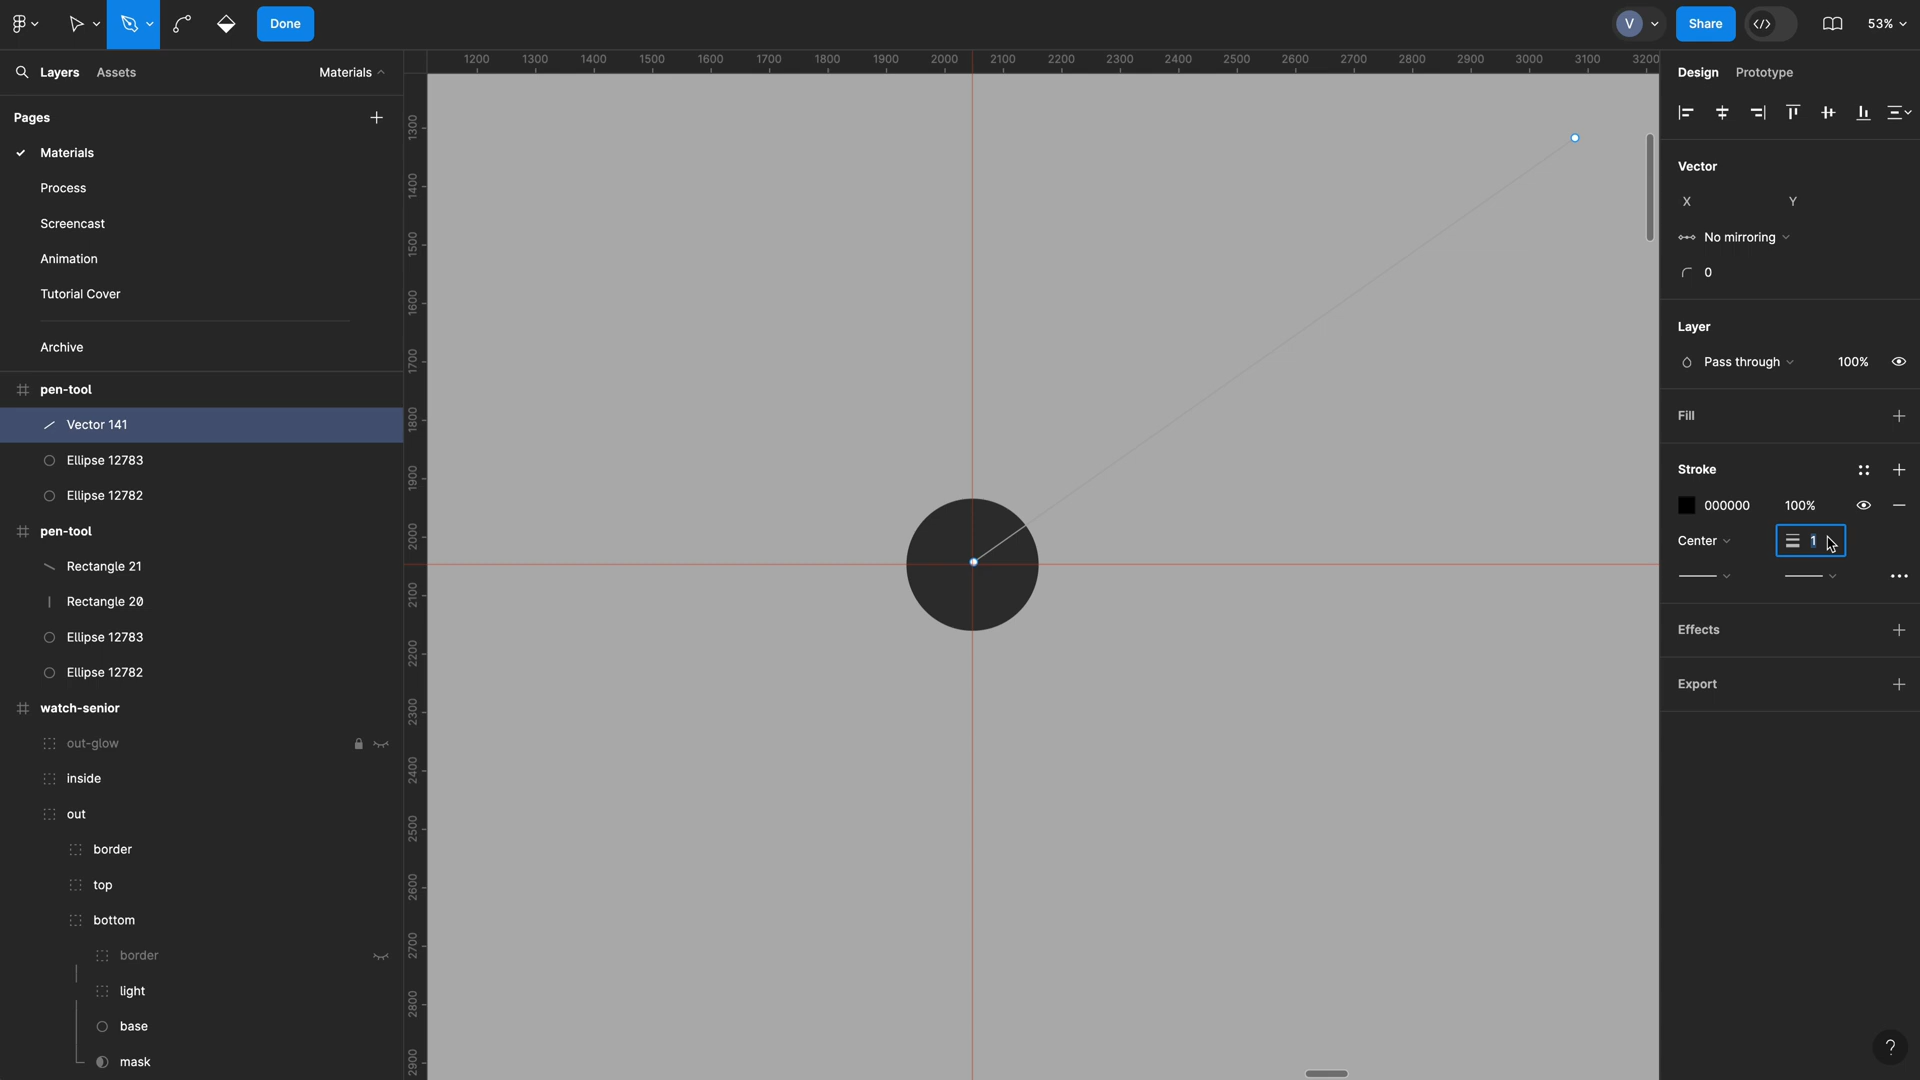 Done
V
Share
53%
Layers
Assets
Materials
1200 1300 1400 1500 1600 1700 1800 1900 2000 2100 2200 2300 2400 2500 2600 2700 2800 2900 3000 3100 3200
Design
Prototype
Pages
Materials
Process
Screencast
Animation
Tutorial Cover
Archive
pen-tool
Vector 141
Ellipse 12783
Ellipse 12782
pen-tool
Rectangle 21
Rectangle 20
Ellipse 12783
Ellipse 12782
watch-senior
out-glow
inside
out
border
top
bottom
border
light
base
mask
1300
1400
1500
1600
1700
1800
1900
2000
2100
2200
2300
2400
2500
2600
2700
2800
2900
Vector
X Y
No mirroring
0
Layer
Pass through 100%
Fill
Stroke
000000 100%
Center 1
Effects
Export
?